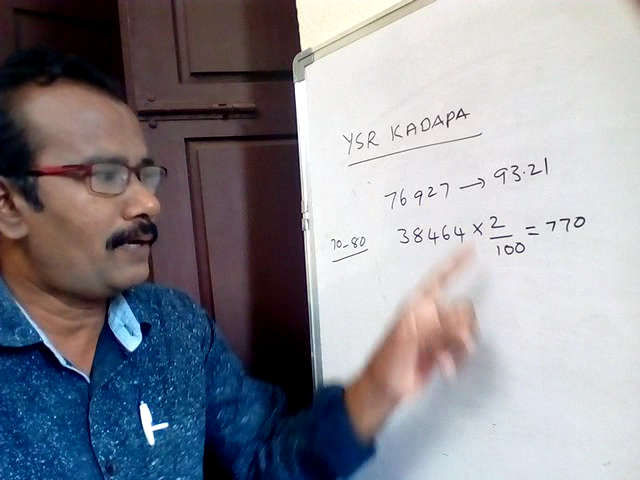 YSR KADAPA
76927 → 93.21
70-80 38464 × 2/100 = 770